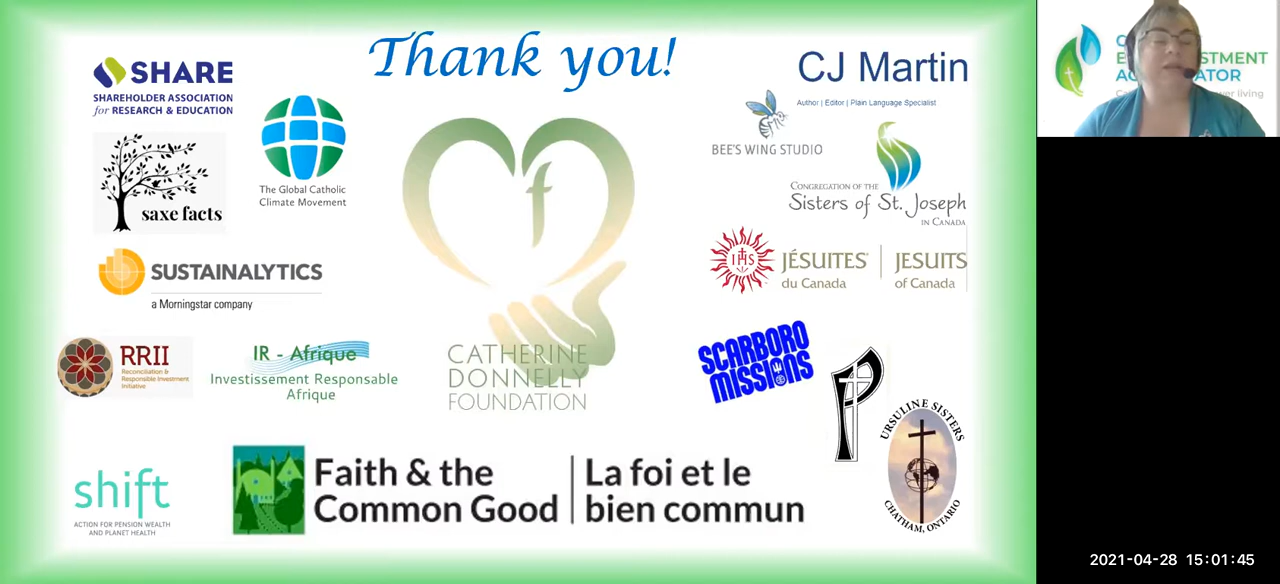 Thank you!
SHARE
SHAREHOLDER ASSOCIATION
for RESEARCH & EDUCATION
The Global Catholic
Climate Movement
saxe facts
SUSTAINALYTICS
a Morningstar company
RRII
Reconciliation &
Responsible Investment
Initiative
IR - Afrique
Investissement Responsable
Afrique
shift
ACTION FOR PENSION WEALTH
AND PLANET HEALTH
f
CATHERINE
DONNELLY
FOUNDATION
Faith & the
Common Good
La foi et le
bien commun
CJ Martin
Author | Editor | Plain Language Specialist
BEE'S WING STUDIO
CONGREGATION OF THE
Sisters of St. Joseph
IN CANADA
IHS
JÉSUITES
du Canada
JESUITS
of Canada
SCARBORO
MISSIONS
URSULINE SISTERS
CHATHAM, ONTARIO
2021-04-28 15:01:45